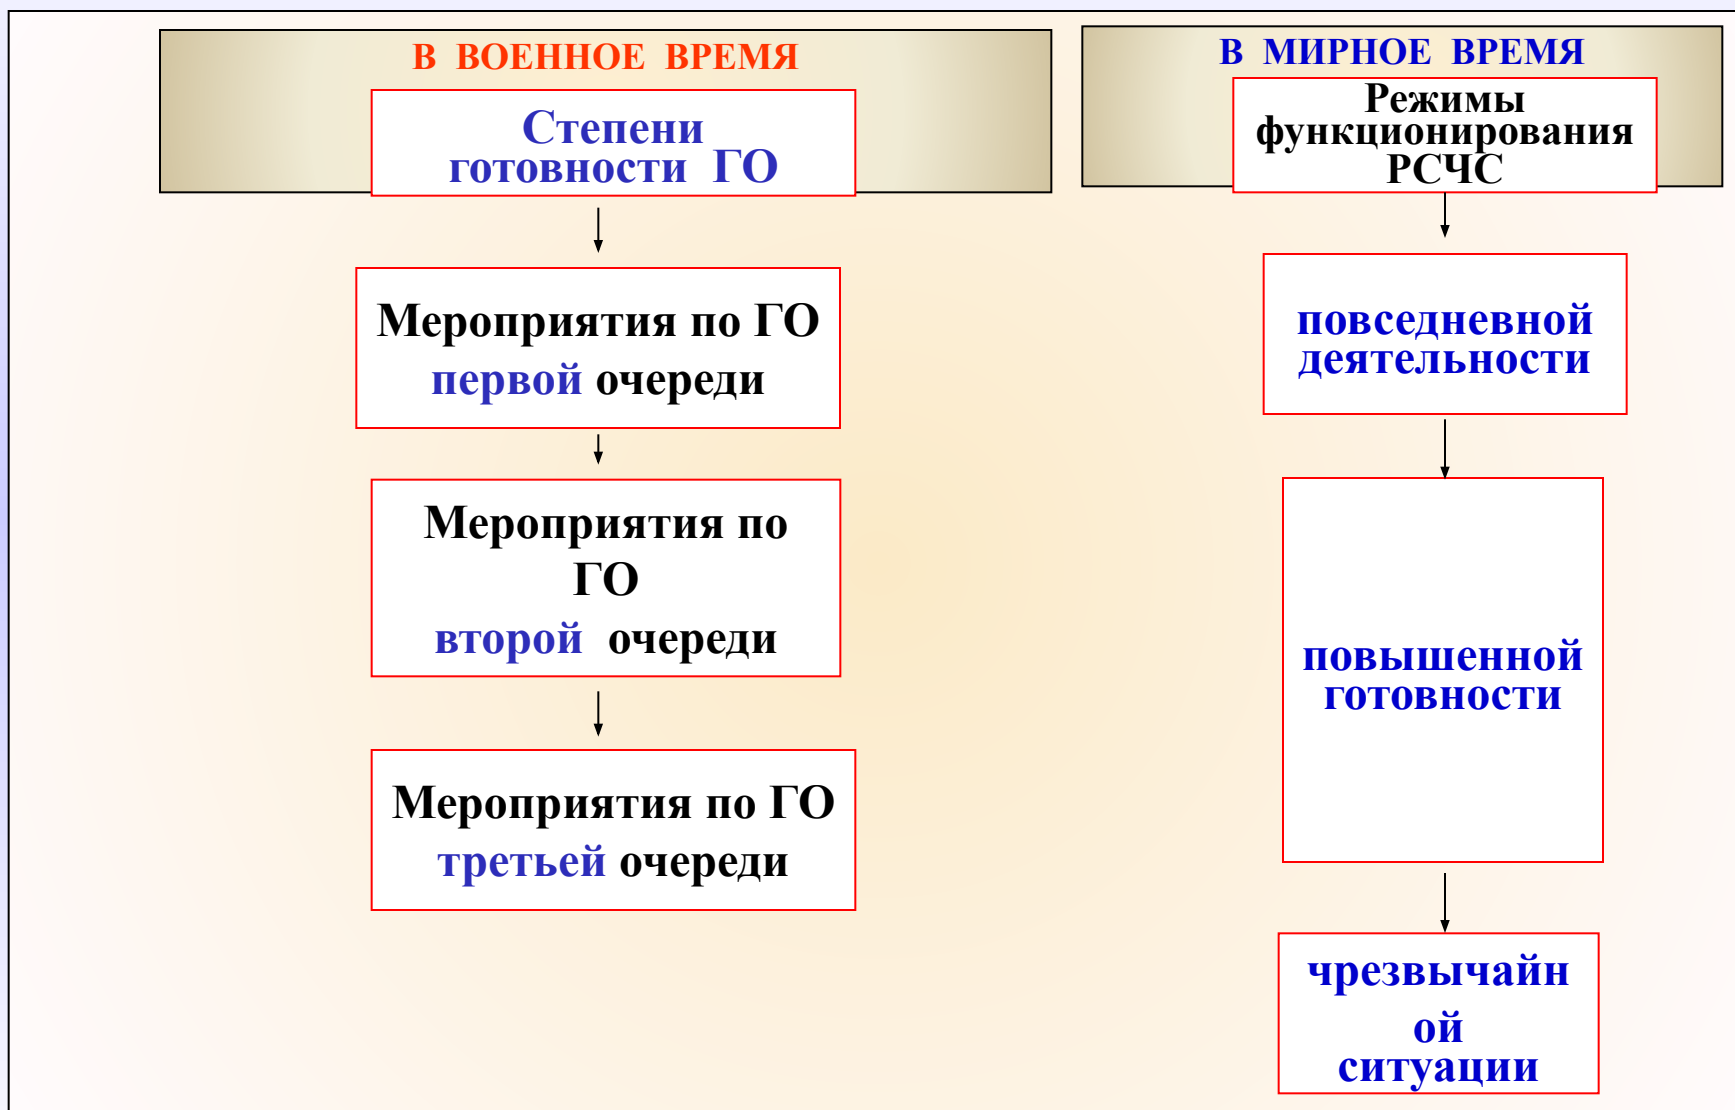 В ВОЕННОЕ ВРЕМЯ
Степени
готовности ГО
Мероприятия по ГО
первой очереди
Мероприятия по
ГО
второй очереди
Мероприятия по ГО
третьей очереди
В МИРНОЕ ВРЕМЯ
Режимы
функционирования
РСЧС
повседневной
деятельности
повышенной
готовности
чрезвычайн
ой
ситуации